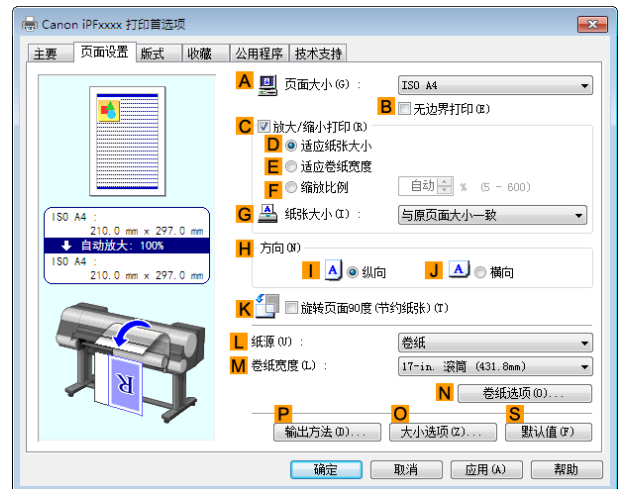 Canon iPFxxxx 打印首选项
主要 页面设置 版式 收藏 公用程序 技术支持
A 页面大小(G) : ISO A4
B 无边界打印(E)
C 放大/缩小打印(R)
D 适应纸张大小
E 适应卷纸宽度
F 缩放比例 自动 % (5 - 600)
G 纸张大小(I) : 与原页面大小一致
ISO A4 :
210.0 mm x 297.0 mm
自动放大: 100%
ISO A4 :
210.0 mm x 297.0 mm
H 方向(N)
I A 纵向 J A 横向
K 旋转页面90度(节约纸张)(T)
L 纸源(U) : 卷纸
M 卷纸宽度(L) : 17-in. 滚筒 (431.8mm)
R
N 卷纸选项(O)...
P O S
输出方法(D)... 大小选项(Z)... 默认值(F)
确定 取消 应用(A) 帮助